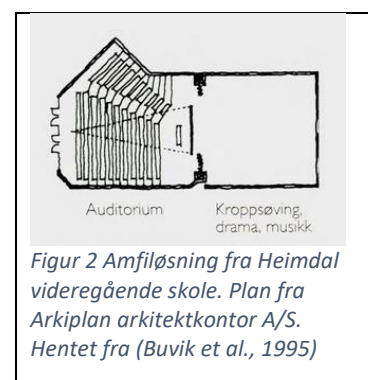 Auditorium
Kroppsøving,
drama, musikk
Figur 2 Amfiløsning fra Heimdal
videregående skole. Plan fra
Arkiplan arkitektkontor A/S.
Hentet fra (Buvik et al., 1995)